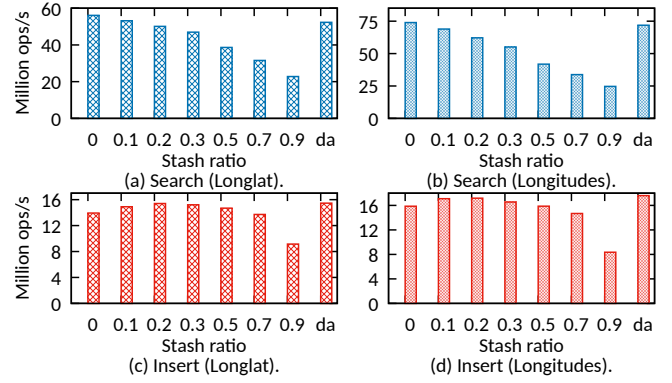 Million ops/s
60
40
20
0
0 0.1 0.2 0.3 0.5 0.7 0.9 da
Stash ratio
(a) Search (Longlat).
75
50
25
0
0 0.1 0.2 0.3 0.5 0.7 0.9 da
Stash ratio
(b) Search (Longitudes).
Million ops/s
16
12
8
4
0
0 0.1 0.2 0.3 0.5 0.7 0.9 da
Stash ratio
(c) Insert (Longlat).
16
12
8
4
0
0 0.1 0.2 0.3 0.5 0.7 0.9 da
Stash ratio
(d) Insert (Longitudes).